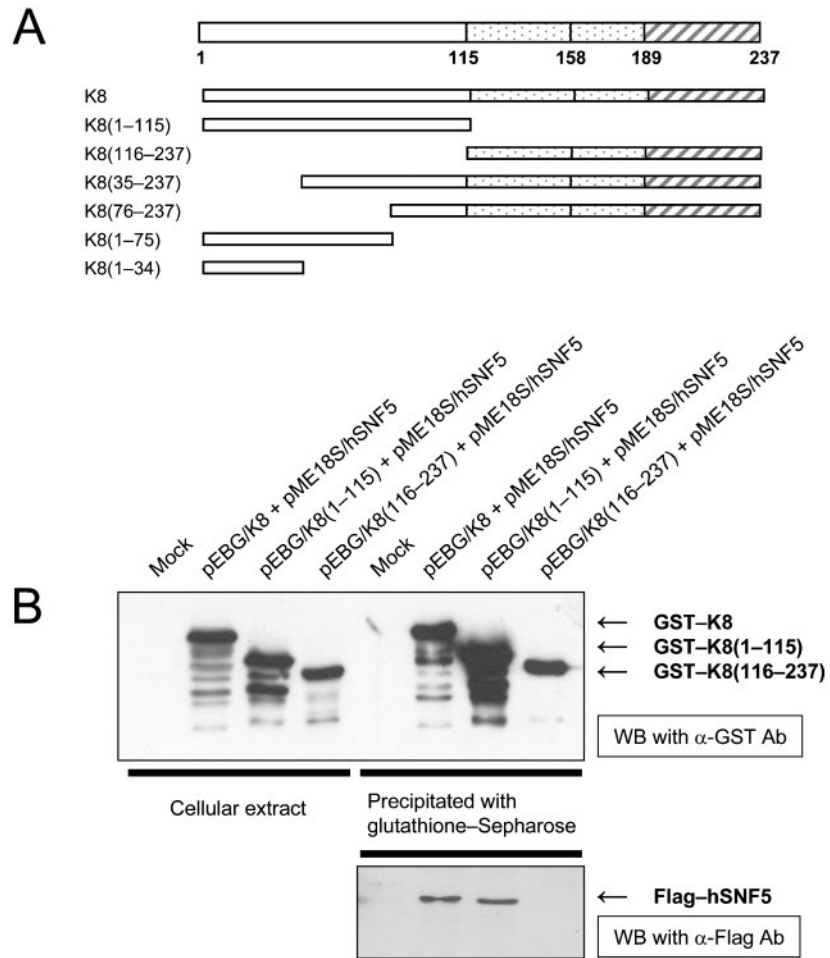 A
1 115 158 189 237
K8
K8(1–115)
K8(116–237)
K8(35–237)
K8(76–237)
K8(1–75)
K8(1–34)
Mock
pEBG/K8 + pME18S/hSNF5
pEBG/K8(1–115) + pME18S/hSNF5
pEBG/K8(116–237) + pME18S/hSNF5
Mock
pEBG/K8 + pME18S/hSNF5
pEBG/K8(1–115) + pME18S/hSNF5
pEBG/K8(116–237) + pME18S/hSNF5
B
← GST–K8
← GST–K8(1–115)
← GST–K8(116–237)
WB with α-GST Ab
Cellular extract
Precipitated with
glutathione–Sepharose
← Flag–hSNF5
WB with α-Flag Ab